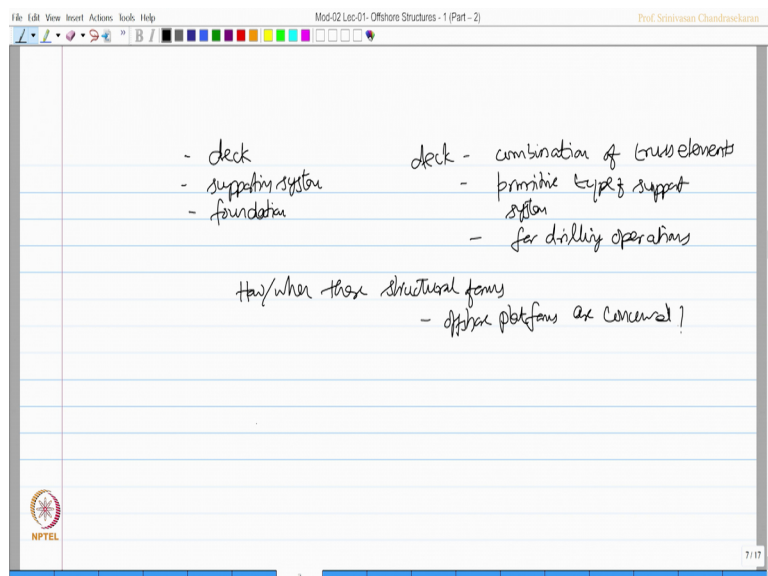 File Edit View Insert Actions Tools Help
Mod-02 Lec-01- Offshore Structures - 1 (Part – 2)
Prof. Srinivasan Chandrasekaran
B I
- deck
- supporting system
- foundation
deck - combination of truss elements
- primitive type of support
system
- for drilling operations
How/when these structural forms
- offshore platforms are conceived?
NPTEL
7 / 17